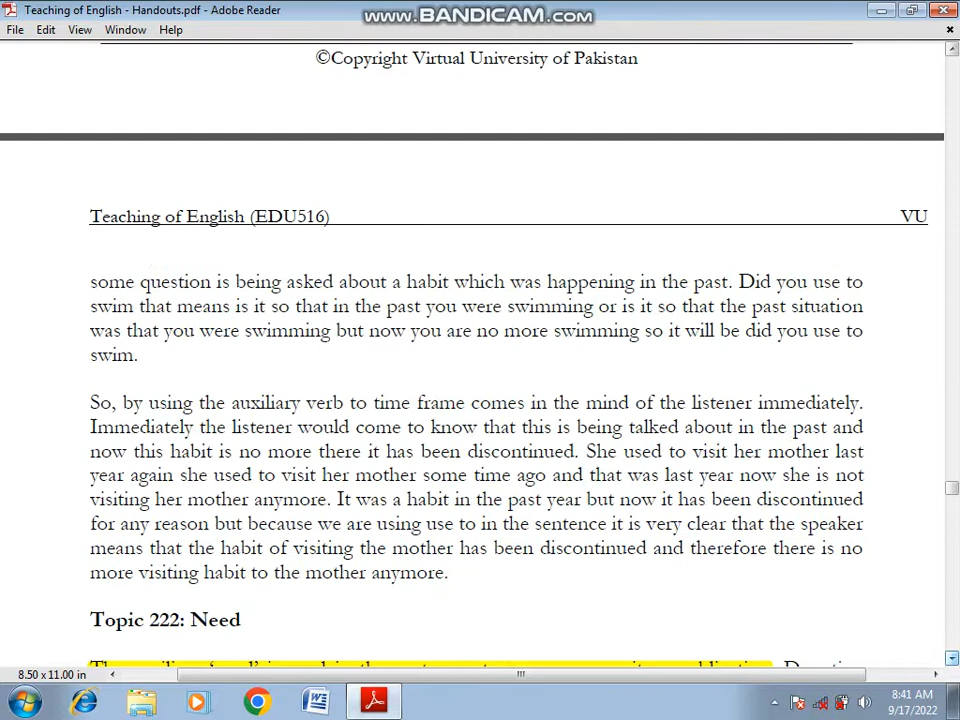 Teaching of English - Handouts.pdf - Adobe Reader
www.BANDICAM.com
File Edit View Window Help
©Copyright Virtual University of Pakistan
Teaching of English (EDU516) VU
some question is being asked about a habit which was happening in the past. Did you use to
swim that means is it so that in the past you were swimming or is it so that the past situation
was that you were swimming but now you are no more swimming so it will be did you use to
swim.
So, by using the auxiliary verb to time frame comes in the mind of the listener immediately.
Immediately the listener would come to know that this is being talked about in the past and
now this habit is no more there it has been discontinued. She used to visit her mother last
year again she used to visit her mother some time ago and that was last year now she is not
visiting her mother anymore. It was a habit in the past year but now it has been discontinued
for any reason but because we are using use to in the sentence it is very clear that the speaker
means that the habit of visiting the mother has been discontinued and therefore there is no
more visiting habit to the mother anymore.
Topic 222: Need
8.50 x 11.00 in
8:41 AM
9/17/2022